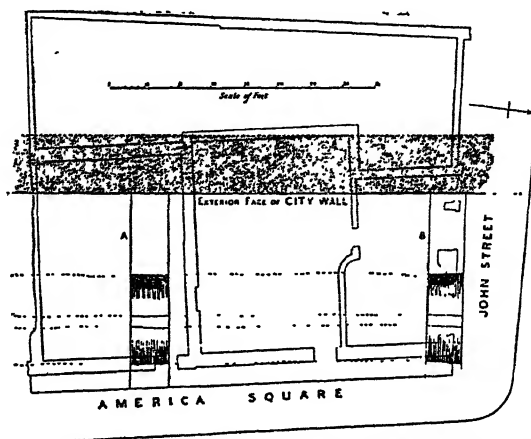 Scale of Feet
EXTERIOR FACE OF CITY WALL
A
B
JOHN STREET
AMERICA SQUARE